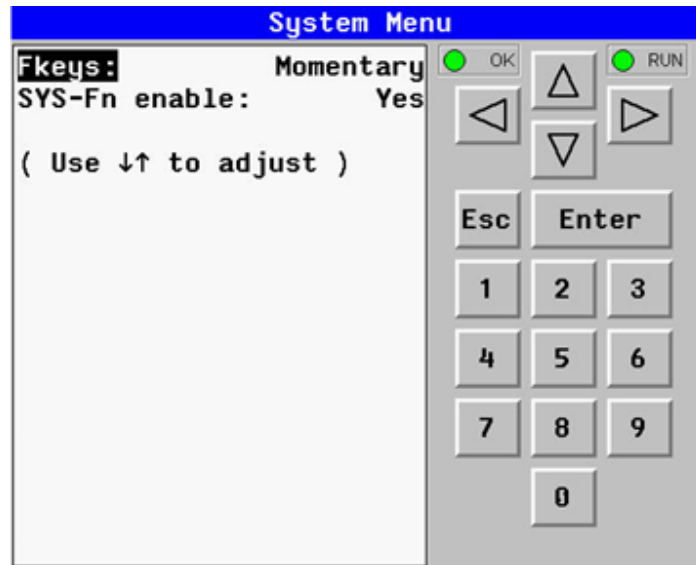 System Menu
Fkeys: Momentary
SYS-Fn enable: Yes
( Use ↓↑ to adjust )
OK
RUN
Esc
Enter
1 2 3
4 5 6
7 8 9
0